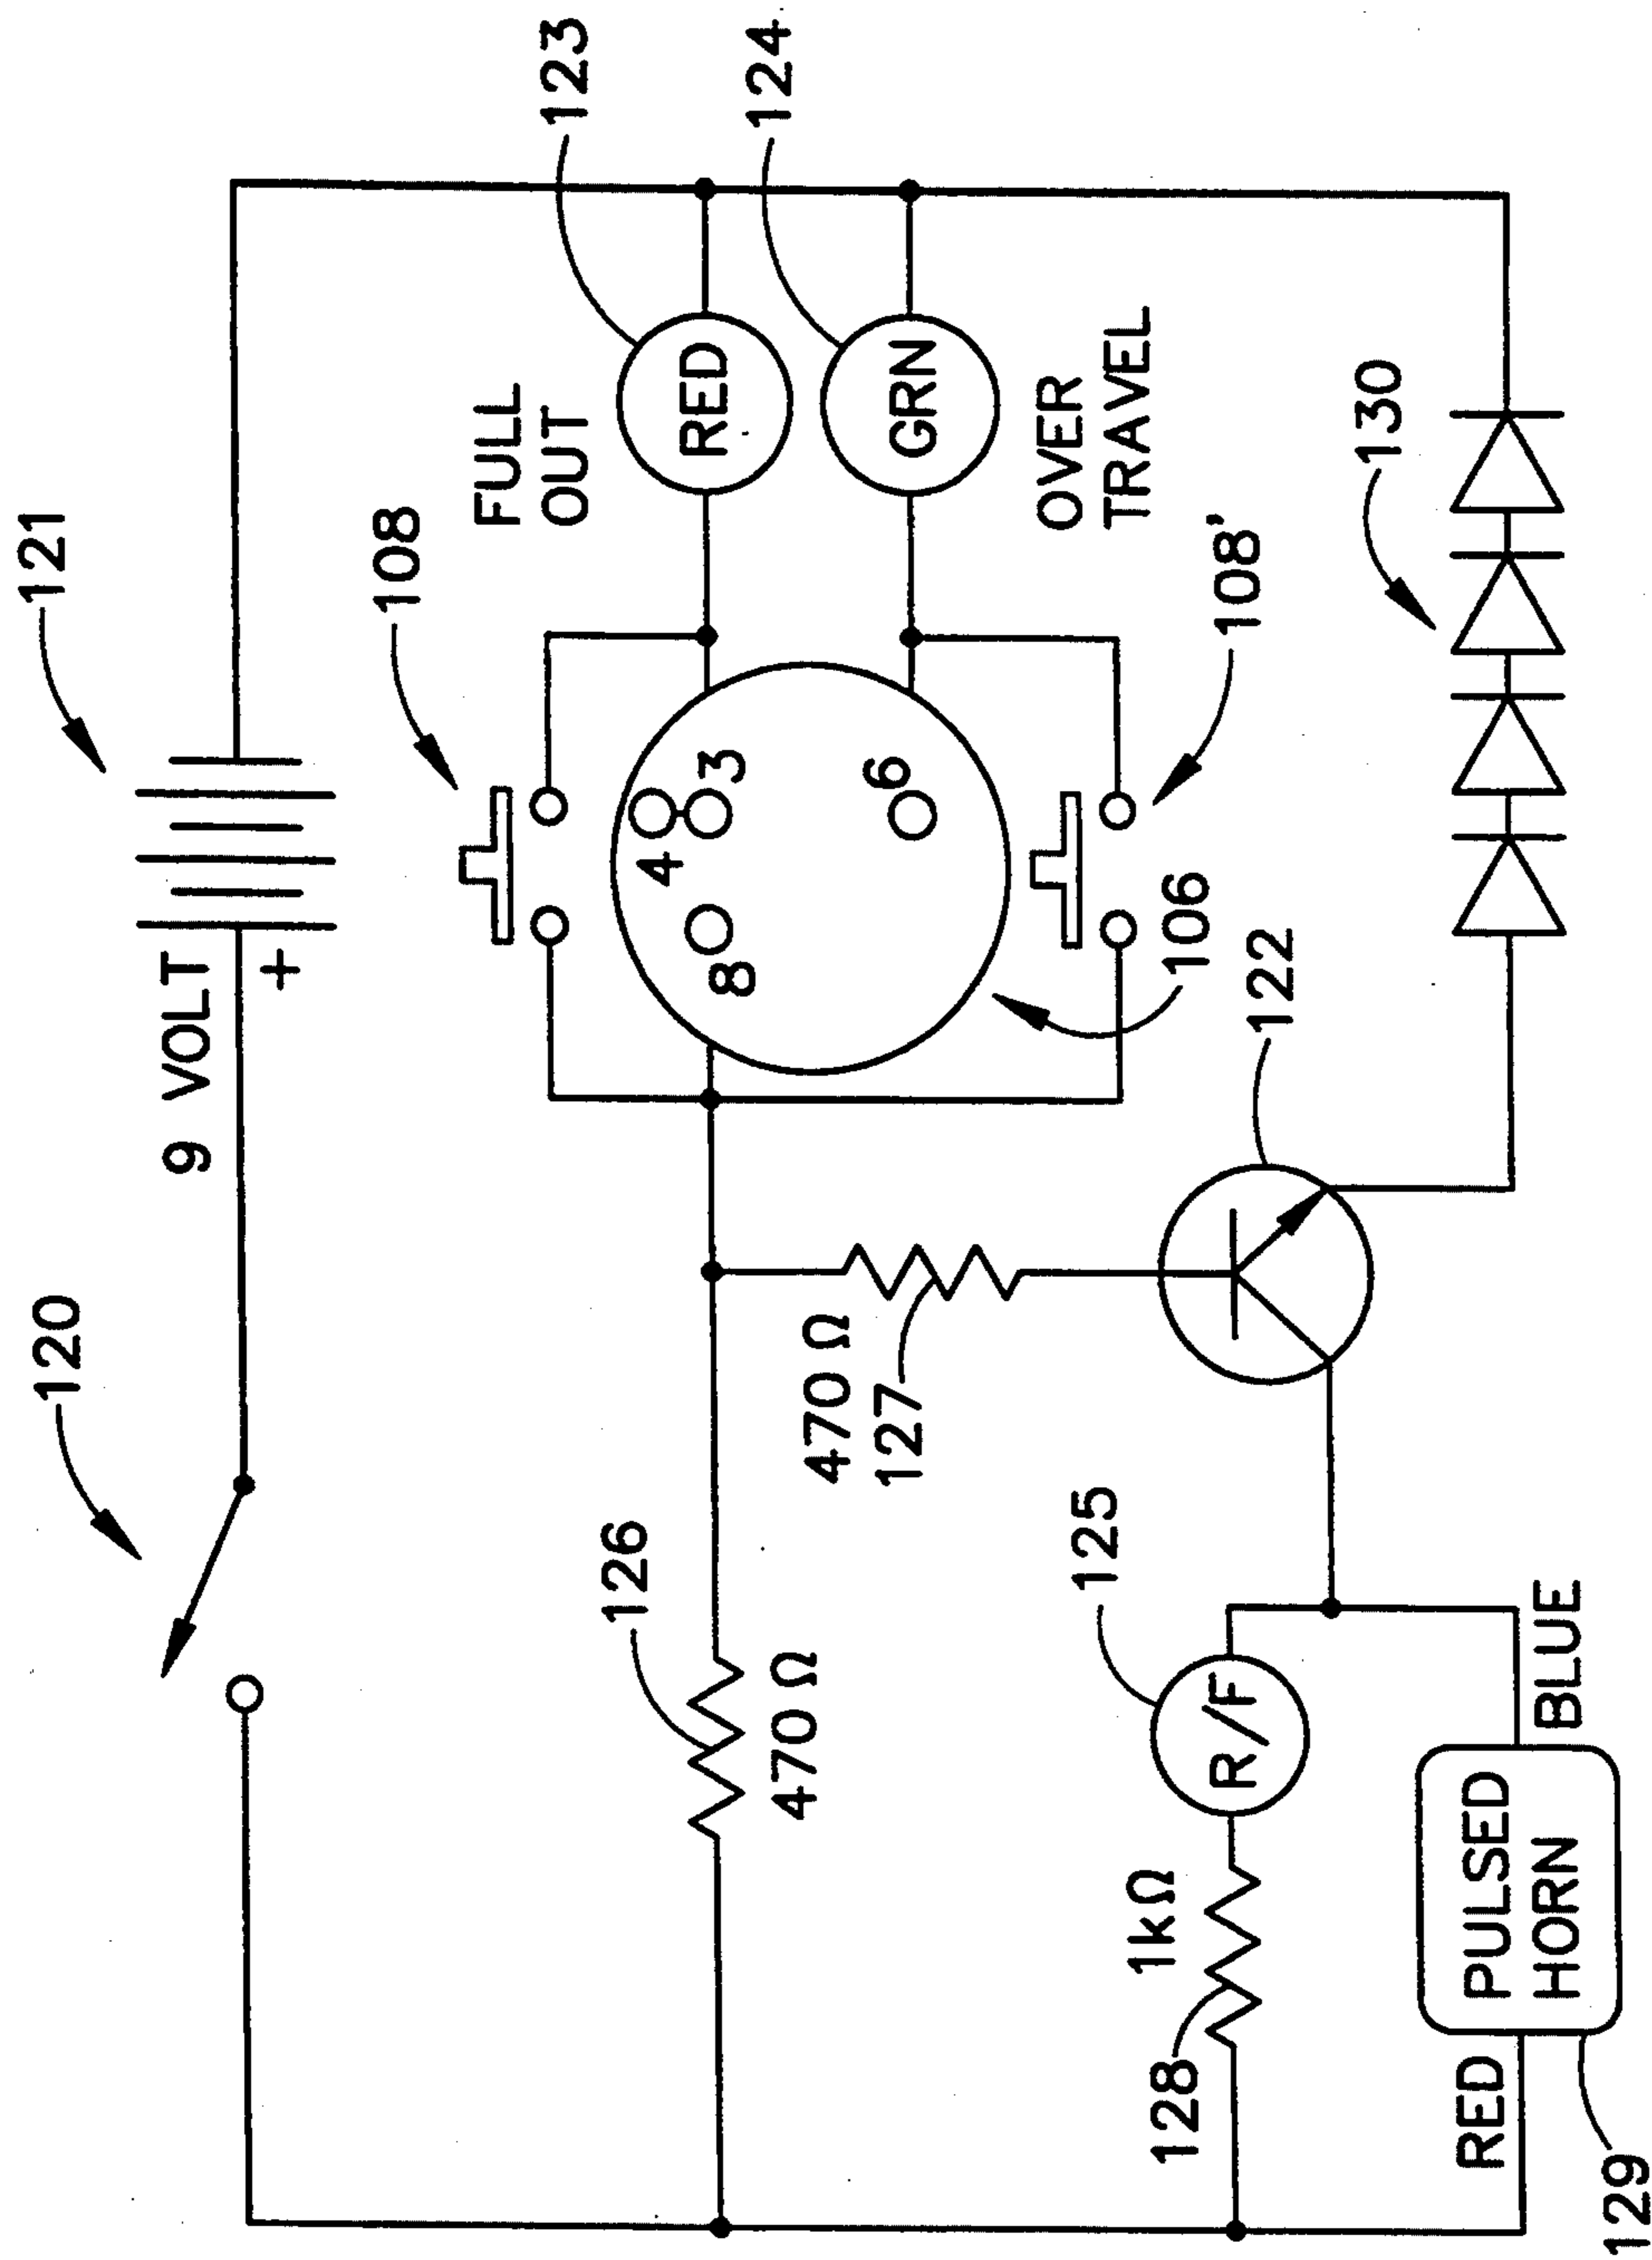 120
121
9 VOLT
+
108
FULL
OUT
123
RED
124
GRN
OVER
TRAVEL
108'
4
3
8
6
106
126
470 Ω
470 Ω
127
122
130
125
R/F
1kΩ
128
RED
PULSED
HORN
BLUE
129